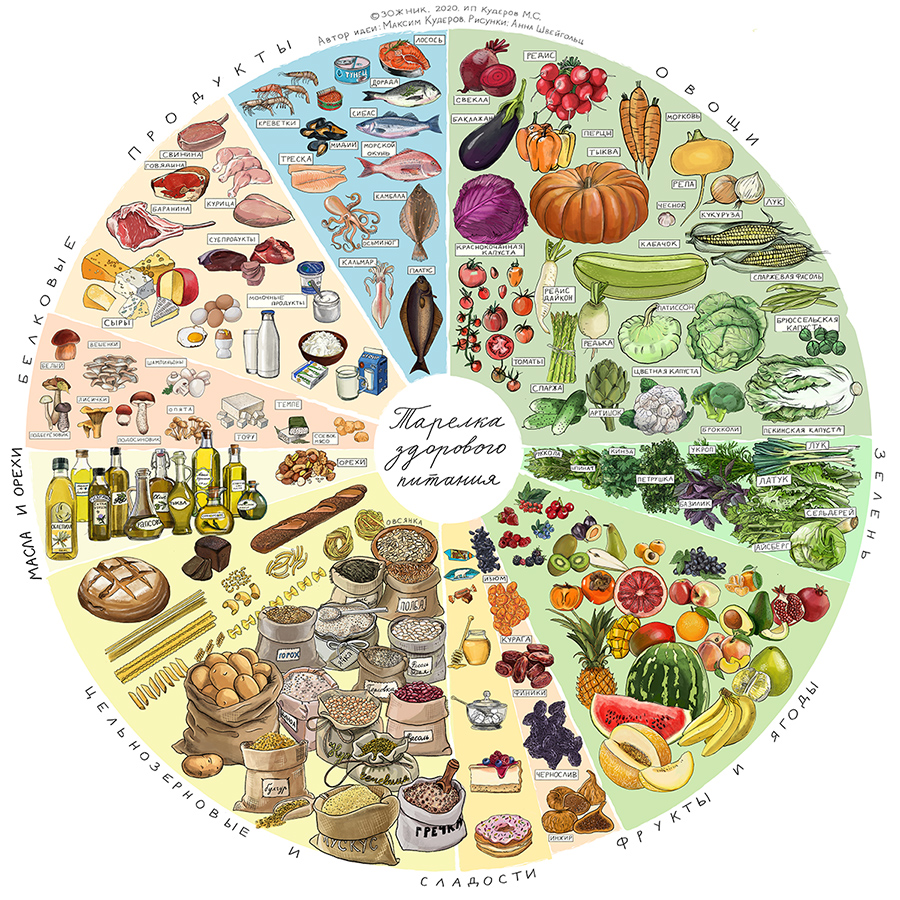 © ЗОЖНИК, 2020, ИП КУДЕРОВ М.С.
Автор идеи: Максим Кудеров. Рисунки: Анна Швейгольц
БЕЛКОВЫЕ ПРОДУКТЫ
ОВОЩИ
ЗЕЛЕНЬ
ФРУКТЫ И ЯГОДЫ
СЛАДОСТИ
ЦЕЛЬНОЗЕРНОВЫЕ И
МАСЛА И ОРЕХИ
Тарелка
здорового
питания
ЛОСОСЬ
ТУНЕЦ
ДОРАДА
КРЕВЕТКИ
СИБАС
МИДИИ
МОРСКОЙ
ОКУНЬ
ТРЕСКА
КАМБАЛА
ОСЬМИНОГ
КАЛЬМАР
ПАЛТУС
СВИНИНА
ГОВЯДИНА
БАРАНИНА
КУРИЦА
СУБПРОДУКТЫ
МОЛОЧНЫЕ
ПРОДУКТЫ
СЫРЫ
БЕЛЫЙ
ВЕШЕНКИ
ШАМПИНЬОНЫ
ЛИСИЧКИ
ОПЯТА
ПОДБЕРЕЗОВИК
ПОДОСИНОВИК
ТОФУ
ТЕМПЕ
СОЕВОЕ
МЯСО
ОРЕХИ
РЕДИС
СВЕКЛА
БАКЛАЖАН
ПЕРЦЫ
МОРКОВЬ
ТЫКВА
РЕПА
ЛУК
ЧЕСНОК
КУКУРУЗА
КРАСНОКОЧАННАЯ
КАПУСТА
КАБАЧОК
СПАРЖЕВАЯ ФАСОЛЬ
РЕДИС
ДАЙКОН
ПАТИССОН
БРЮССЕЛЬСКАЯ
КАПУСТА
РЕДЬКА
ТОМАТЫ
ЦВЕТНАЯ КАПУСТА
СПАРЖА
АРТИШОК
БРОККОЛИ
ПЕКИНСКАЯ КАПУСТА
РУККОЛА
ШПИНАТ
КИНЗА
ПЕТРУШКА
УКРОП
БАЗИЛИК
ЛУК
ЛАТУК
СЕЛЬДЕРЕЙ
АЙСБЕРГ
ТЫКВА
РАПСОВ
ОВСЯНКА
ПОЛБА
ГОРОХ
РИС
ПЕРЛОВКА
ФАСОЛЬ
НУТ
ЧЕЧЕВИЦА
Булгур
КУСКУС
ГРЕЧКА
ИЗЮМ
КУРАГА
ФИНИКИ
ЧЕРНОСЛИВ
ИНЖИР